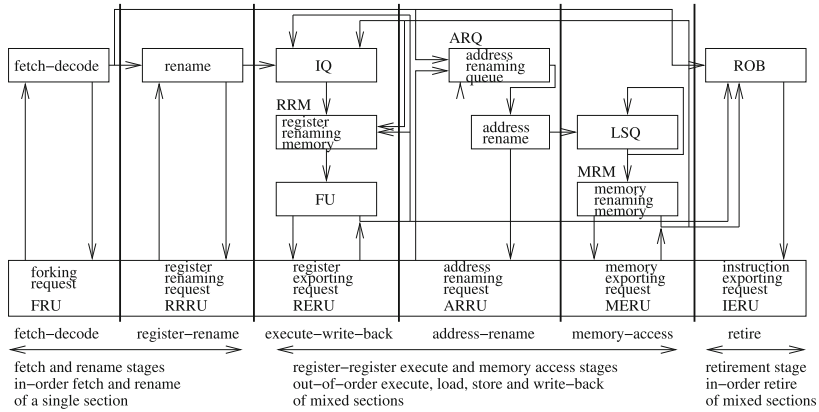 ARQ
fetch−decode
rename
IQ
address
renaming
queue
ROB
RRM
register
renaming
memory
address
rename
LSQ
MRM
FU
memory
renaming
memory
forking
request
FRU
register
renaming
request
RRRU
register
exporting
request
RERU
address
renaming
request
ARRU
memory
exporting
request
MERU
instruction
exporting
request
IERU
fetch−decode
register−rename
execute−write−back
address−rename
memory−access
retire
fetch and rename stages
in−order fetch and rename
of a single section
register−register execute and memory access stages
out−of−order execute, load, store and write−back
of mixed sections
retirement stage
in−order retire
of mixed sections